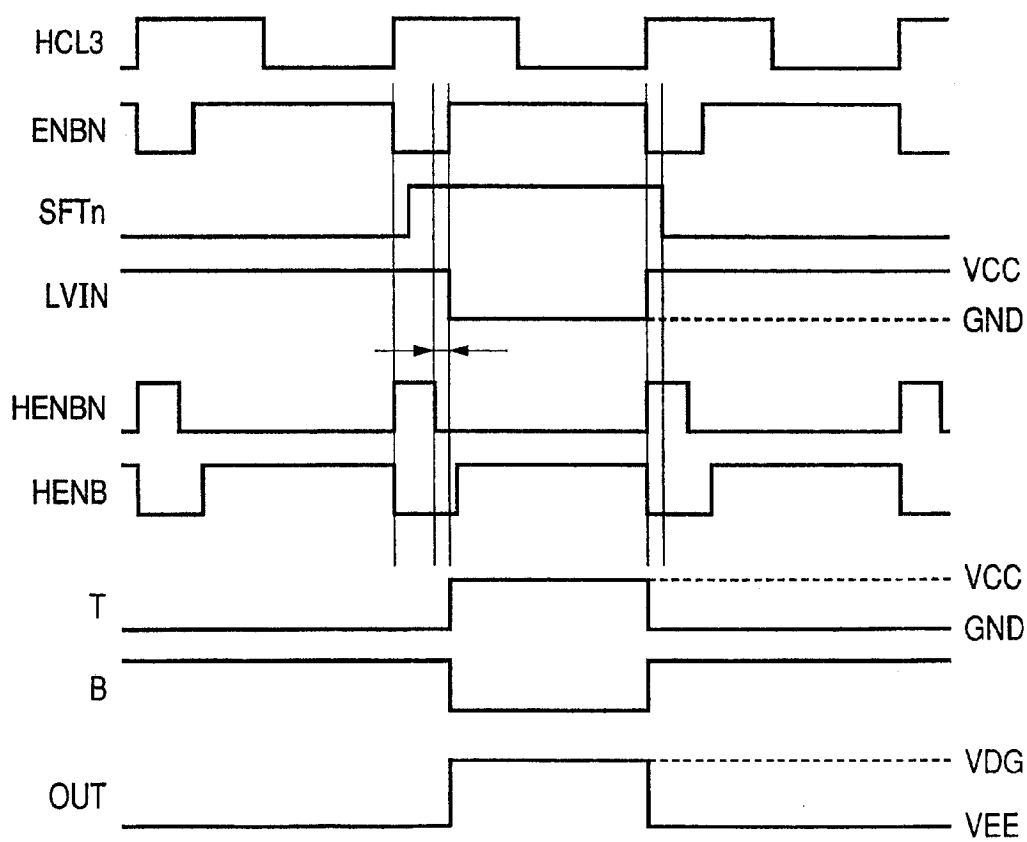 HCL3
ENBN
SFTn
LVIN
VCC
GND
HENBN
HENB
T
VCC
GND
B
OUT
VDG
VEE